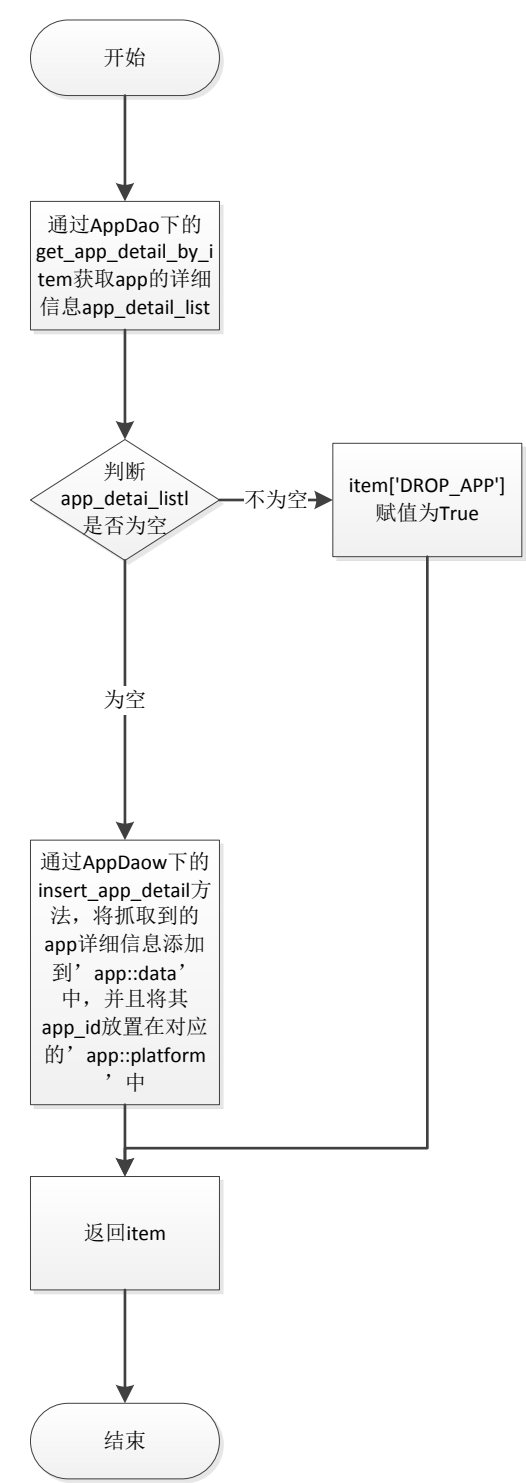 开始
通过AppDao下的
get_app_detail_by_i
tem获取app的详细
信息app_detail_list
判断
app_detai_listl
是否为空
不为空
item['DROP_APP']
赋值为True
为空
通过AppDaow下的
insert_app_detail方
法，将抓取到的
app详细信息添加
到’app::data’
中，并且将其
app_id放置在对应
的’app::platform
’中
返回item
结束